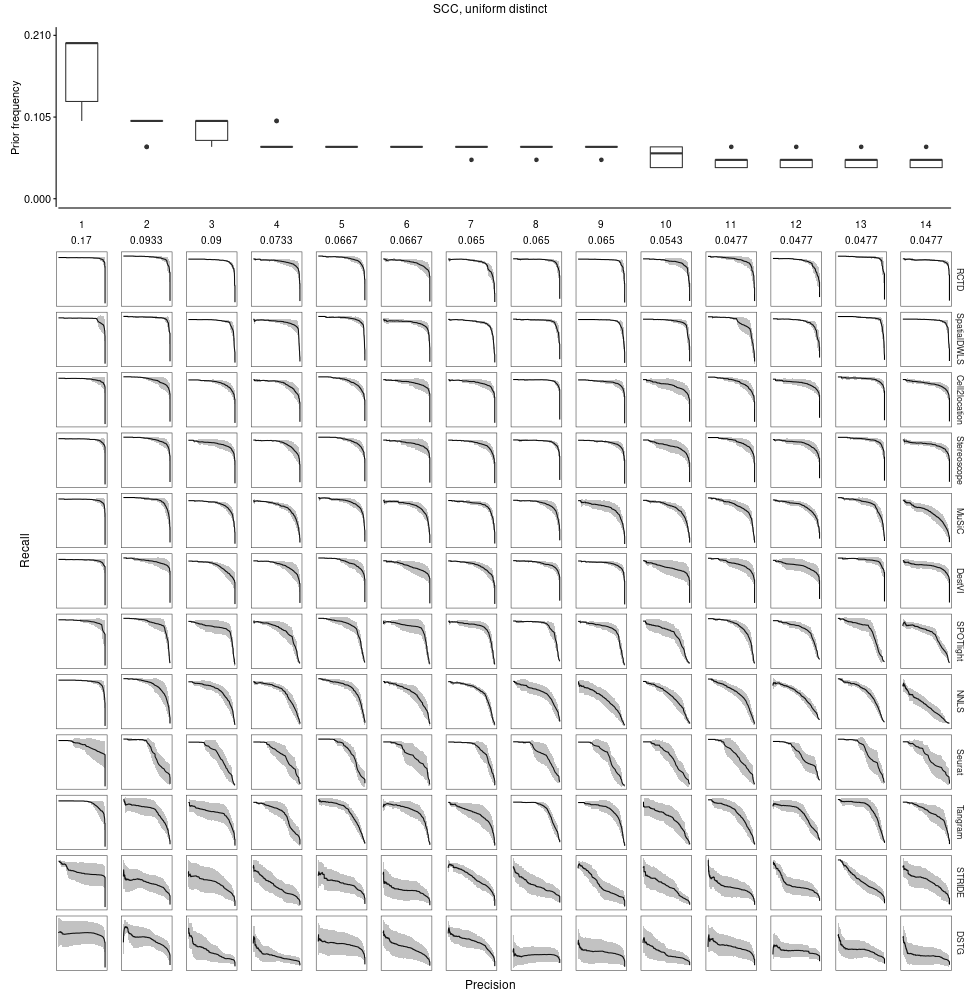 SCC, uniform distinct
Prior frequency
0.210
0.105
0.000
1 2 3 4 5 6 7 8 9 10 11 12 13 14
0.17 0.0933 0.09 0.0733 0.0667 0.0667 0.065 0.065 0.065 0.0543 0.0477 0.0477 0.0477 0.0477
RCTD
SpatialDWLS
Cell2location
Stereoscope
MuSiC
DestVI
SPOTlight
NNLS
Seurat
Tangram
STRIDE
DSTG
Recall
Precision